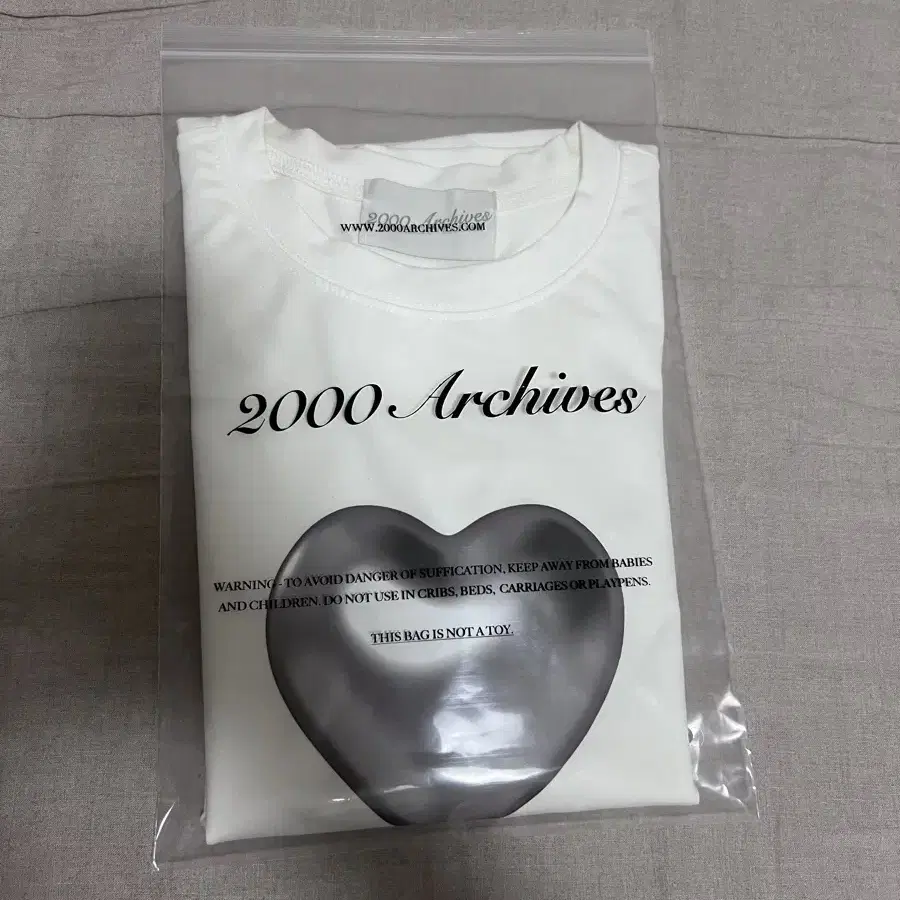 2000 Archives
WWW.2000ARCHIVES.COM
2000 Archives
WARNING - TO AVOID DANGER OF SUFFICATION, KEEP AWAY FROM BABIES
AND CHILDREN. DO NOT USE IN CRIBS, BEDS, CARRIAGES OR PLAYPENS.
THIS BAG IS NOT A TOY.